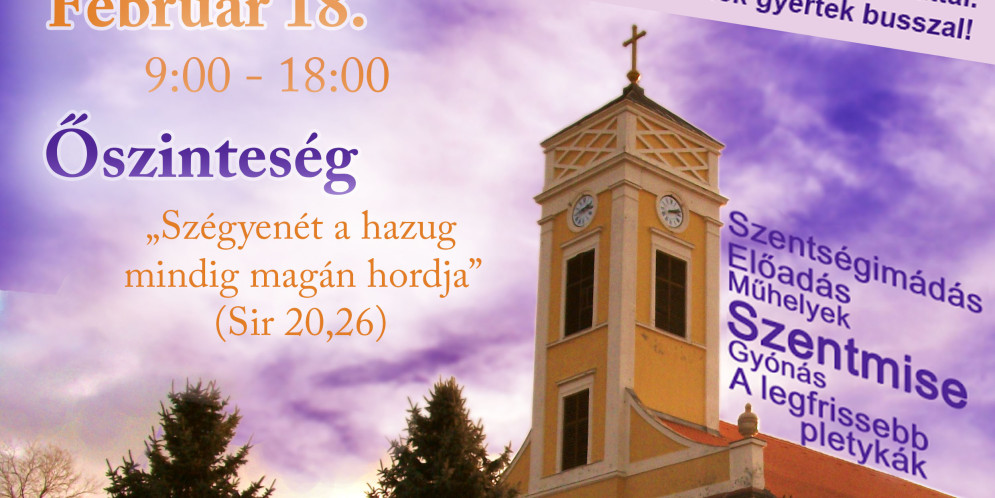 Február 18.
9:00 - 18:00
Őszinteség
„Szégyenét a hazug
mindig magán hordja”
(Sir 20,26)
gyertek busszal!
Szentségimádás
Előadás
Műhelyek
Szentmise
Gyónás
A legfrissebb
pletykák